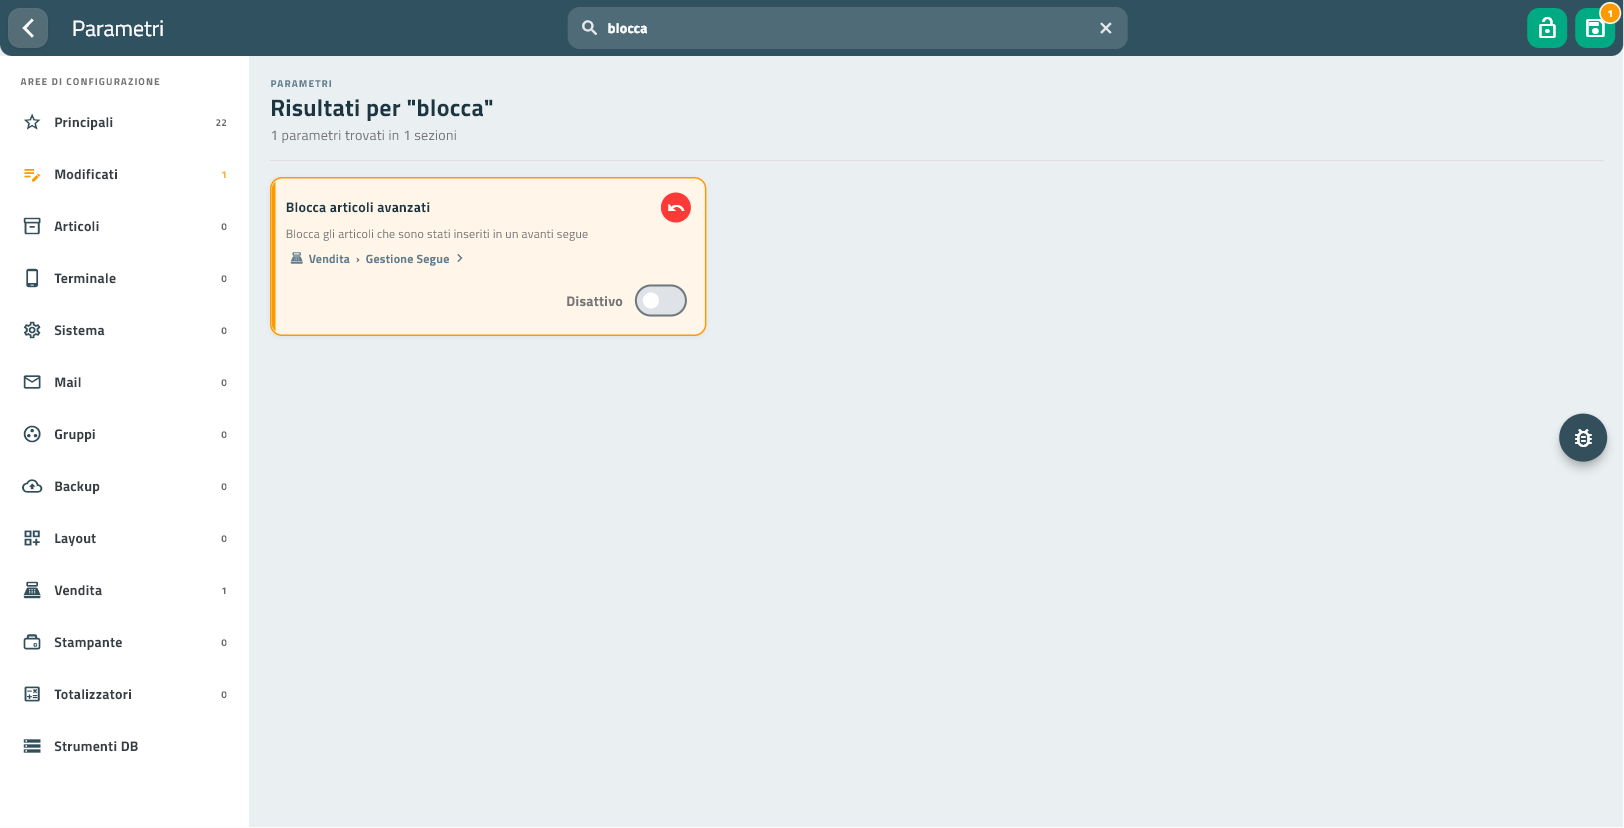 Parametri
blocca
1
AREE DI CONFIGURAZIONE
Principali 22
Modificati 1
Articoli 0
Terminale 0
Sistema 0
Mail 0
Gruppi 0
Backup 0
Layout 0
Vendita 1
Stampante 0
Totalizzatori 0
Strumenti DB
PARAMETRI
Risultati per "blocca"
1 parametri trovati in 1 sezioni
Blocca articoli avanzati
Blocca gli articoli che sono stati inseriti in un avanti segue
Vendita › Gestione Segue
Disattivo